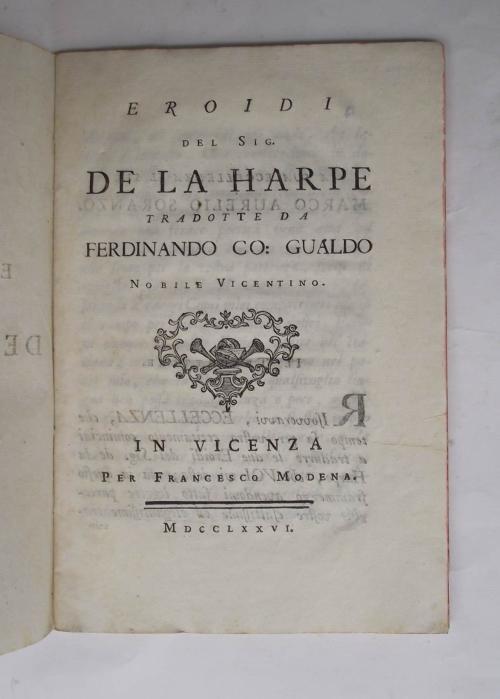 EROIDI
DEL SIG.
DE LA HARPE
TRADOTTE DA
FERDINANDO CO: GUALDO
NOBILE VICENTINO.
IN VICENZA
PER FRANCESCO MODENA.
MDCCLXXVI.